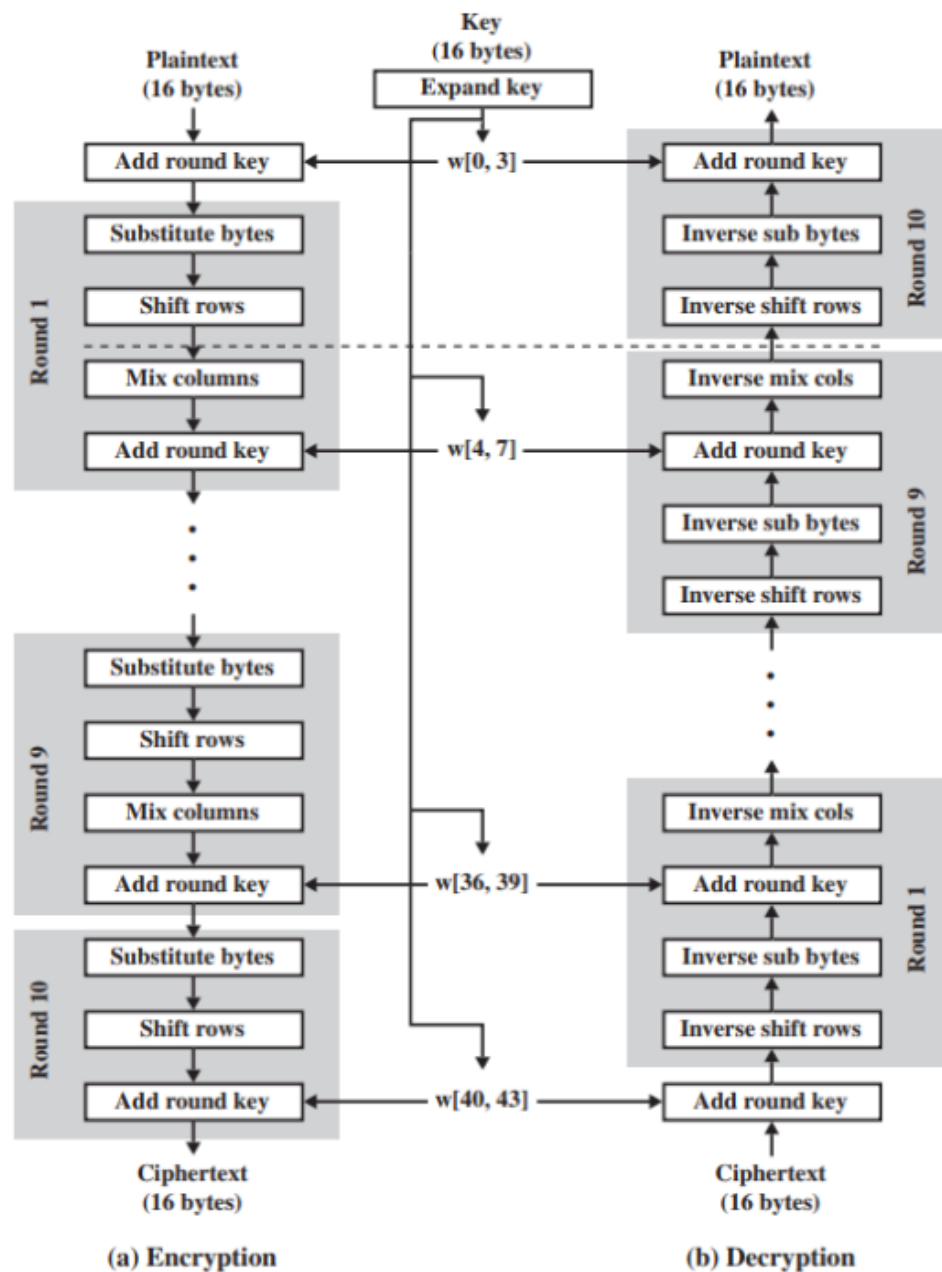 Key
(16 bytes)
Expand key
Plaintext
(16 bytes)
Add round key
Round 1
Substitute bytes
Shift rows
Mix columns
Add round key
Round 9
Substitute bytes
Shift rows
Mix columns
Add round key
Round 10
Substitute bytes
Shift rows
Add round key
Ciphertext
(16 bytes)
(a) Encryption
w[0, 3]
w[4, 7]
w[36, 39]
w[40, 43]
Plaintext
(16 bytes)
Add round key
Inverse sub bytes
Inverse shift rows
Round 10
Inverse mix cols
Add round key
Inverse sub bytes
Inverse shift rows
Round 9
Inverse mix cols
Add round key
Inverse sub bytes
Inverse shift rows
Round 1
Add round key
Ciphertext
(16 bytes)
(b) Decryption